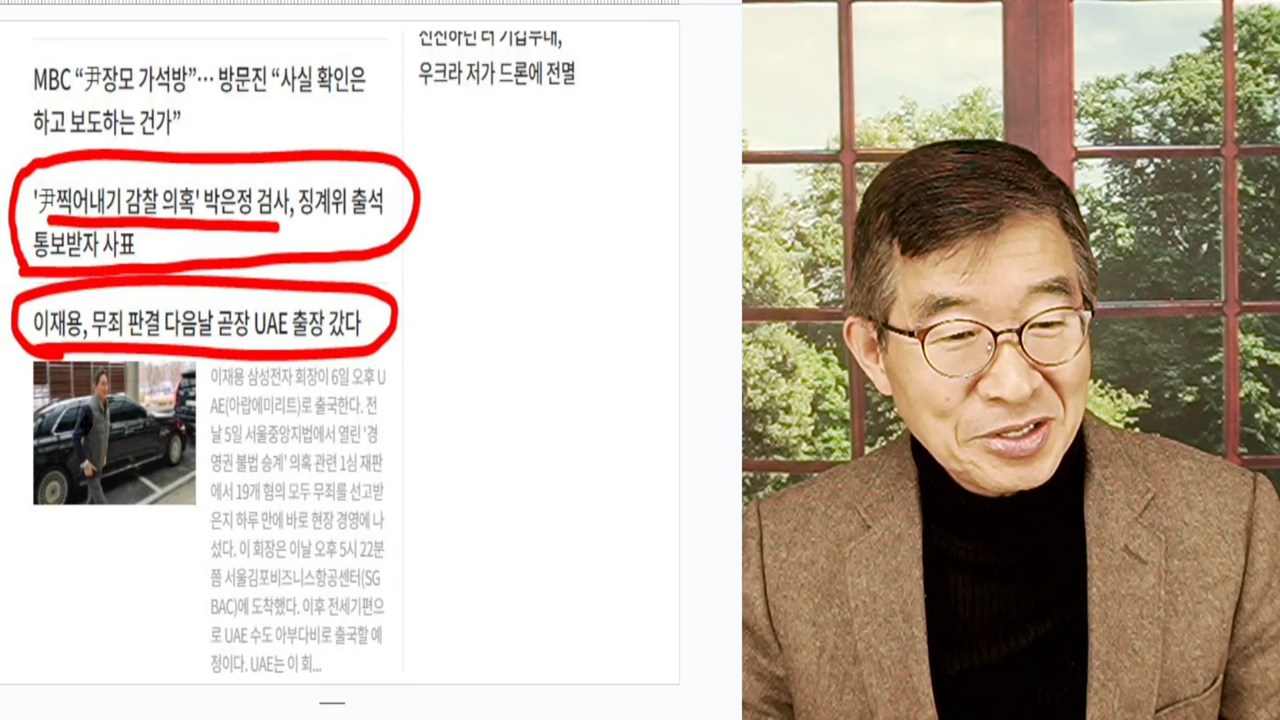 MBC “尹장모 가석방”… 방문진 “사실 확인은
하고 보도하는 건가”
'尹찍어내기 감찰 의혹' 박은정 검사, 징계위 출석
통보받자 사표
이재용, 무죄 판결 다음날 곧장 UAE 출장 갔다
이재용 삼성전자 회장이 6일 오후 U
AE(아랍에미리트)로 출국한다. 전
날 5일 서울중앙지법에서 열린 ‘경
영권 불법 승계’ 의혹 관련 1심 재판
에서 19개 혐의 모두 무죄를 선고받
은지 하루 만에 바로 현장 경영에 나
섰다. 이 회장은 이날 오후 5시 22분
쯤 서울김포비즈니스항공센터(SG
BAC)에 도착했다. 이후 전세기편으
로 UAE 수도 아부다비로 출국할 예
정이다. UAE는 이 회...
전진하던 러 기갑부대,
우크라 저가 드론에 전멸